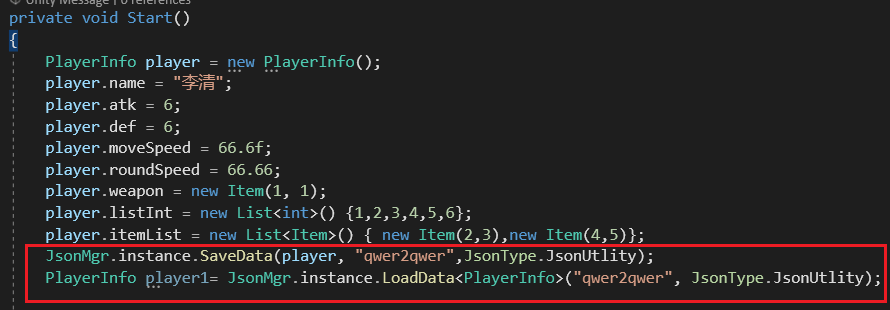 Unity Message | 0 references
private void Start()
{
PlayerInfo player = new PlayerInfo();
player.name = "李清";
player.atk = 6;
player.def = 6;
player.moveSpeed = 66.6f;
player.roundSpeed = 66.66;
player.weapon = new Item(1, 1);
player.listInt = new List<int>() {1,2,3,4,5,6};
player.itemList = new List<Item>() { new Item(2,3),new Item(4,5)};
JsonMgr.instance.SaveData(player, "qwer2qwer",JsonType.JsonUtlity);
PlayerInfo player1= JsonMgr.instance.LoadData<PlayerInfo>("qwer2qwer", JsonType.JsonUtlity);